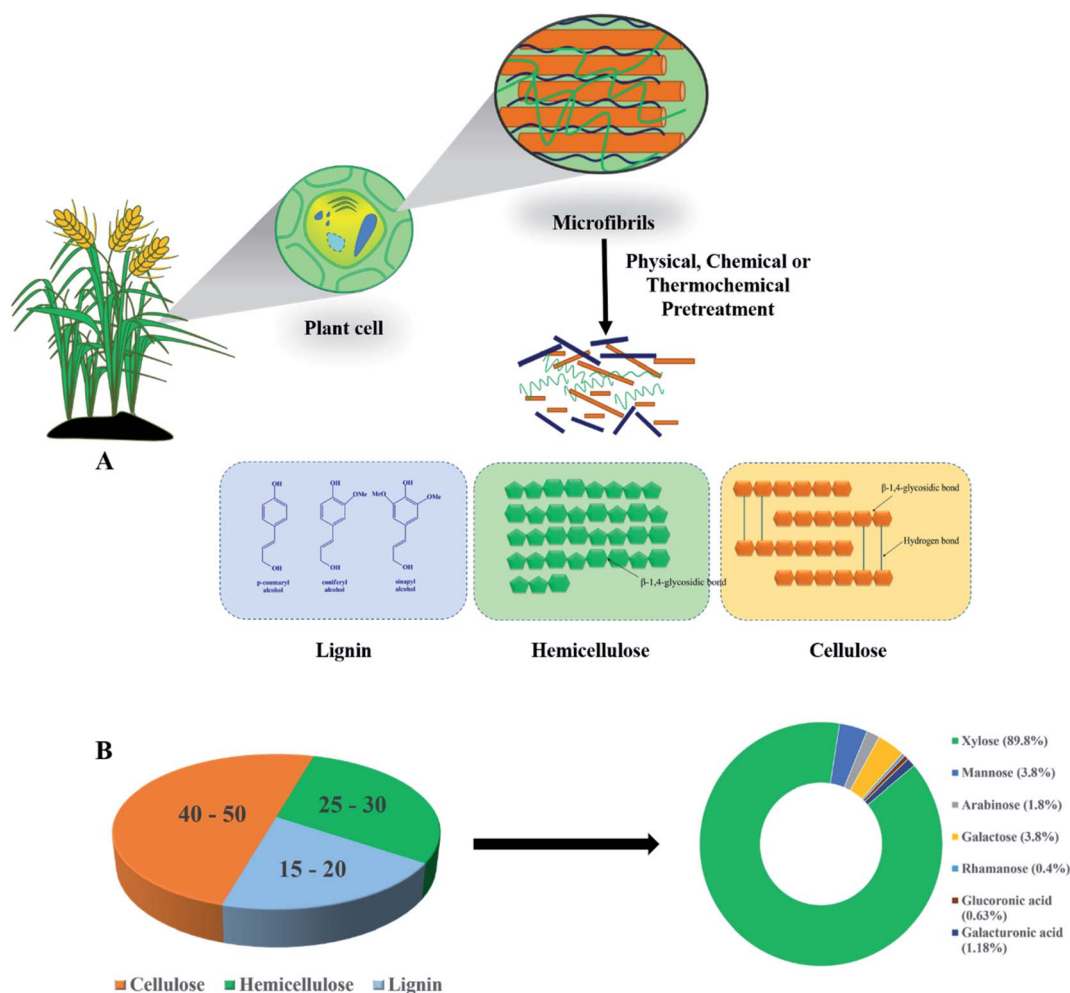 Microfibrils
Physical, Chemical or
Thermochemical
Pretreatment
Plant cell
A
OH
OH
OMe
OH
MeO
OMe
OH
OH
OH
p-coumaryl
alcohol
coniferyl
alcohol
sinapyl
alcohol
β-1,4-glycosidic bond
β-1,4-glycosidic bond
Hydrogen bond
Lignin
Hemicellulose
Cellulose
B
40 - 50
25 - 30
15 - 20
Cellulose
Hemicellulose
Lignin
Xylose (89.8%)
Mannose (3.8%)
Arabinose (1.8%)
Galactose (3.8%)
Rhamanose (0.4%)
Glucoronic acid
(0.63%)
Galacturonic acid
(1.18%)